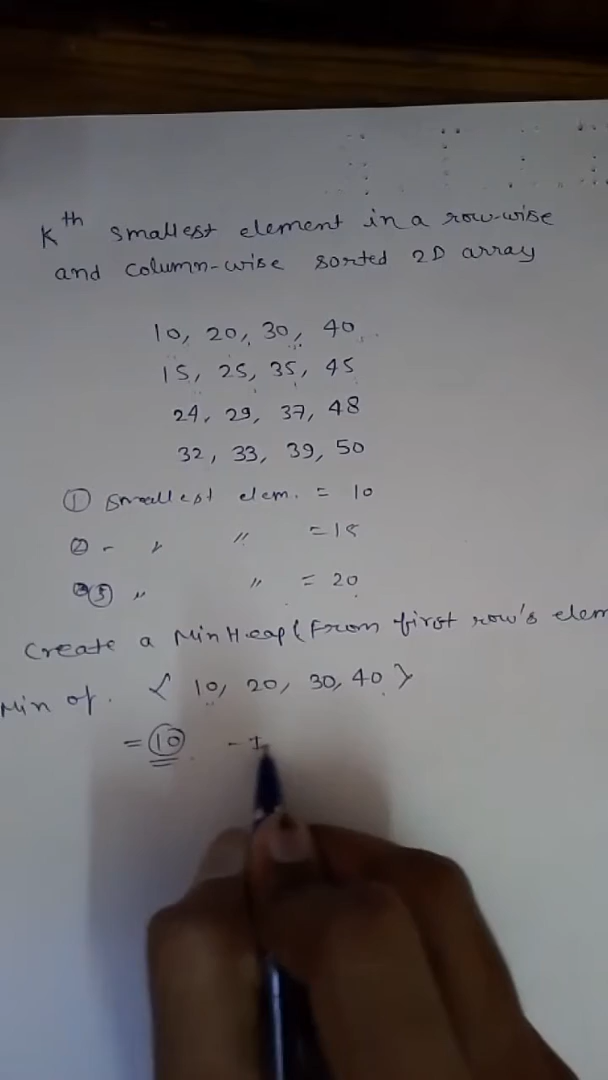 Kth smallest element in a row-wise
and column-wise sorted 2D array
10, 20, 30, 40
15, 25, 35, 45
24, 29, 37, 48
32, 33, 39, 50
① smallest elem. = 10
② - " " = 15
③ " " = 20
Create a MinHeap (From first row's elem
Min of. { 10, 20, 30, 40 }
= 10 - 1